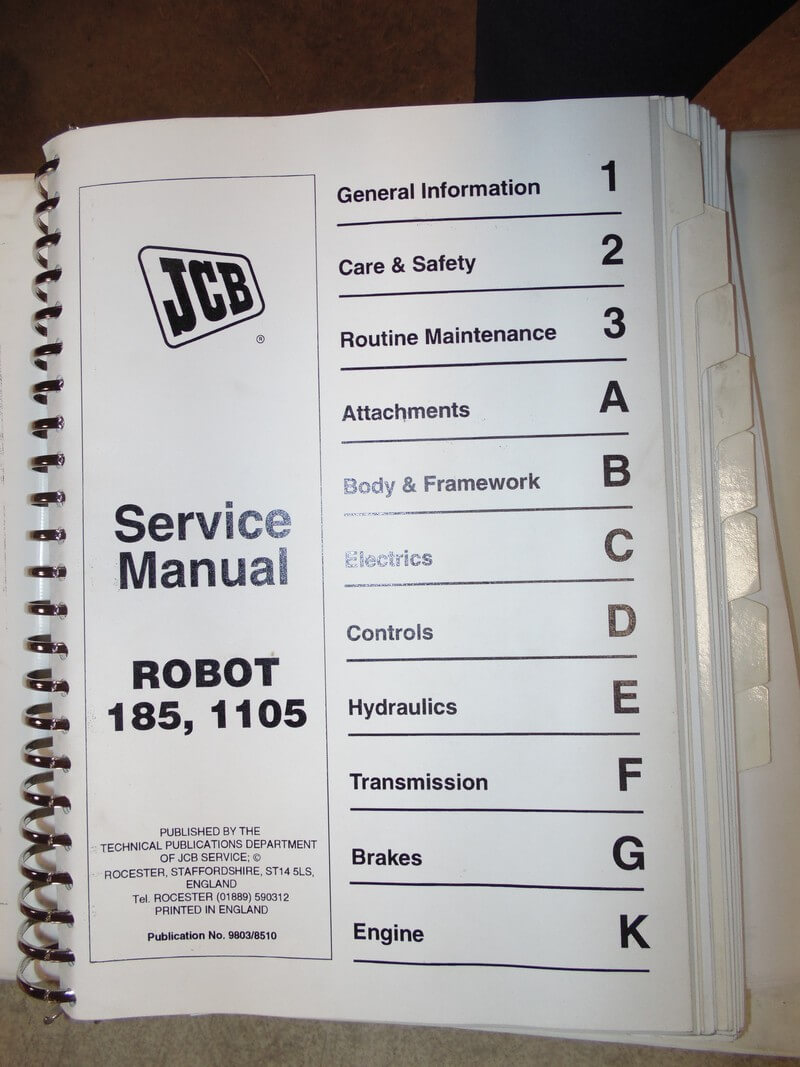 JCB
®
Service
Manual
ROBOT
185, 1105
PUBLISHED BY THE
TECHNICAL PUBLICATIONS DEPARTMENT
OF JCB SERVICE; ©
ROCESTER, STAFFORDSHIRE, ST14 5LS,
ENGLAND
Tel. ROCESTER (01889) 590312
PRINTED IN ENGLAND
Publication No. 9803/8510
General Information 1
Care & Safety 2
Routine Maintenance 3
Attachments A
Body & Framework B
Electrics C
Controls D
Hydraulics E
Transmission F
Brakes G
Engine K